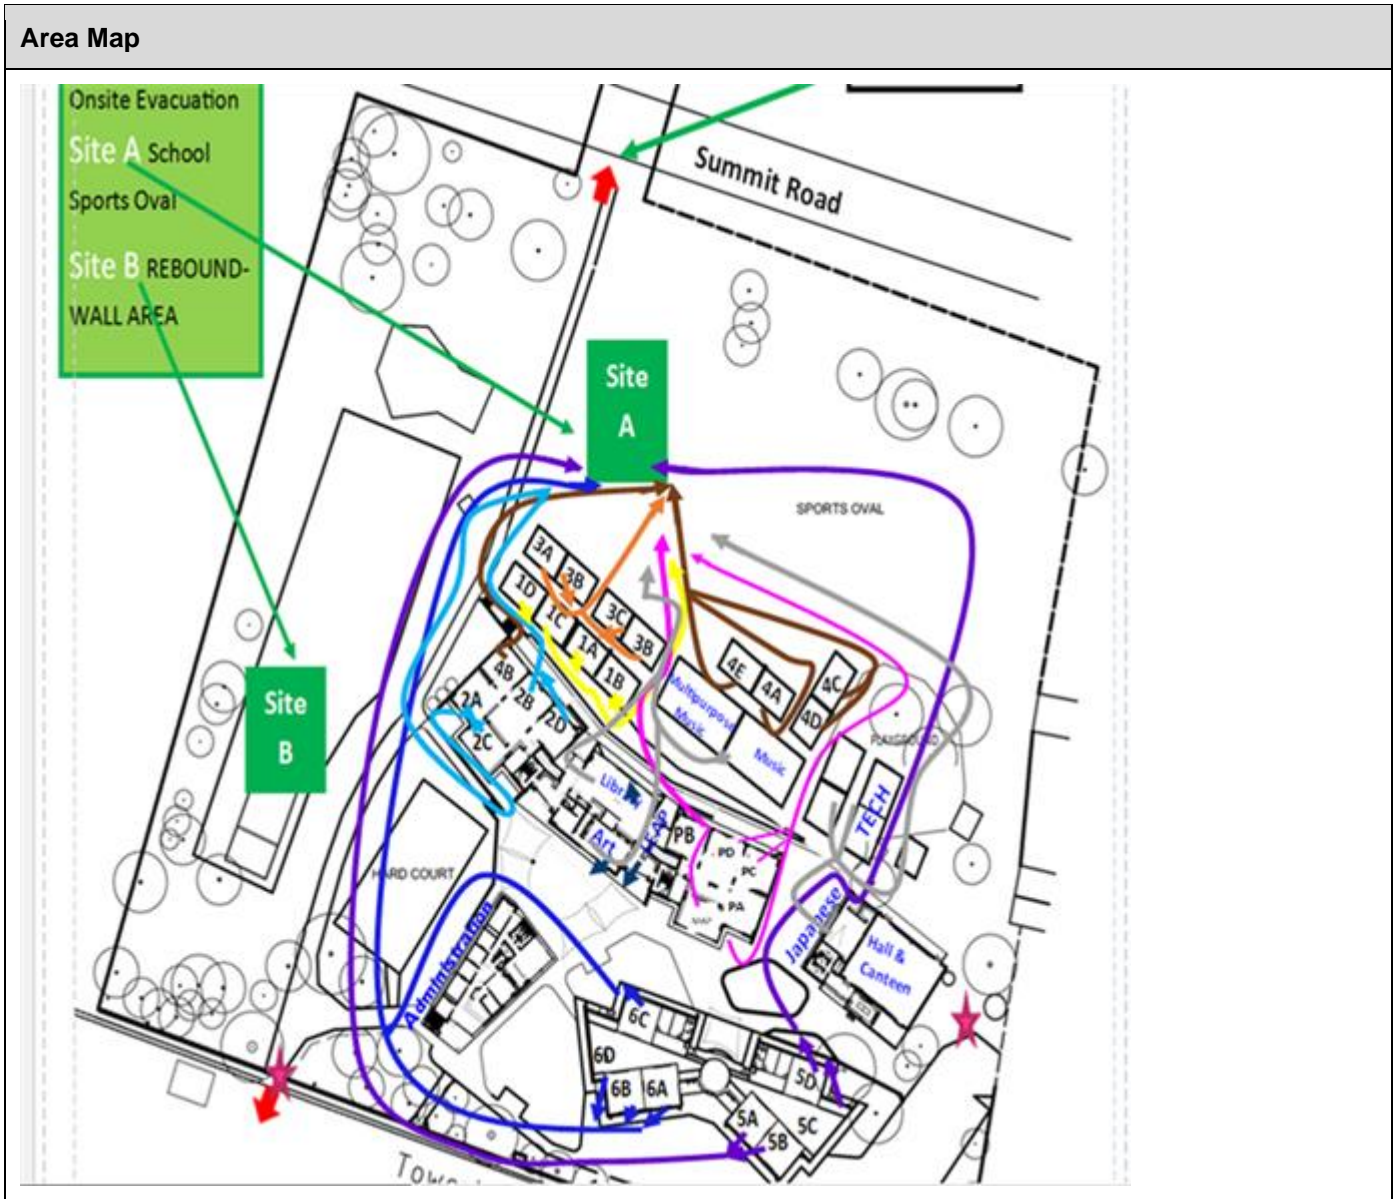 Area Map
Onsite Evacuation
Site A School
Sports Oval
Site B REBOUND-
WALL AREA
Summit Road
Site
A
SPORTS OVAL
3A
3B
1D
1C
3C
3B
1A
1B
4B
2B
2A
2D
2C
4E
4A
4C
4D
Multipurpous
Music
Music
PLAYGROUND
TECH
Site
B
Library
Art
PB
PD
PC
PA
HARD COURT
Administration
Japanese
Hall &
Canteen
6C
6D
6B
6A
5D
5A
5B
5C